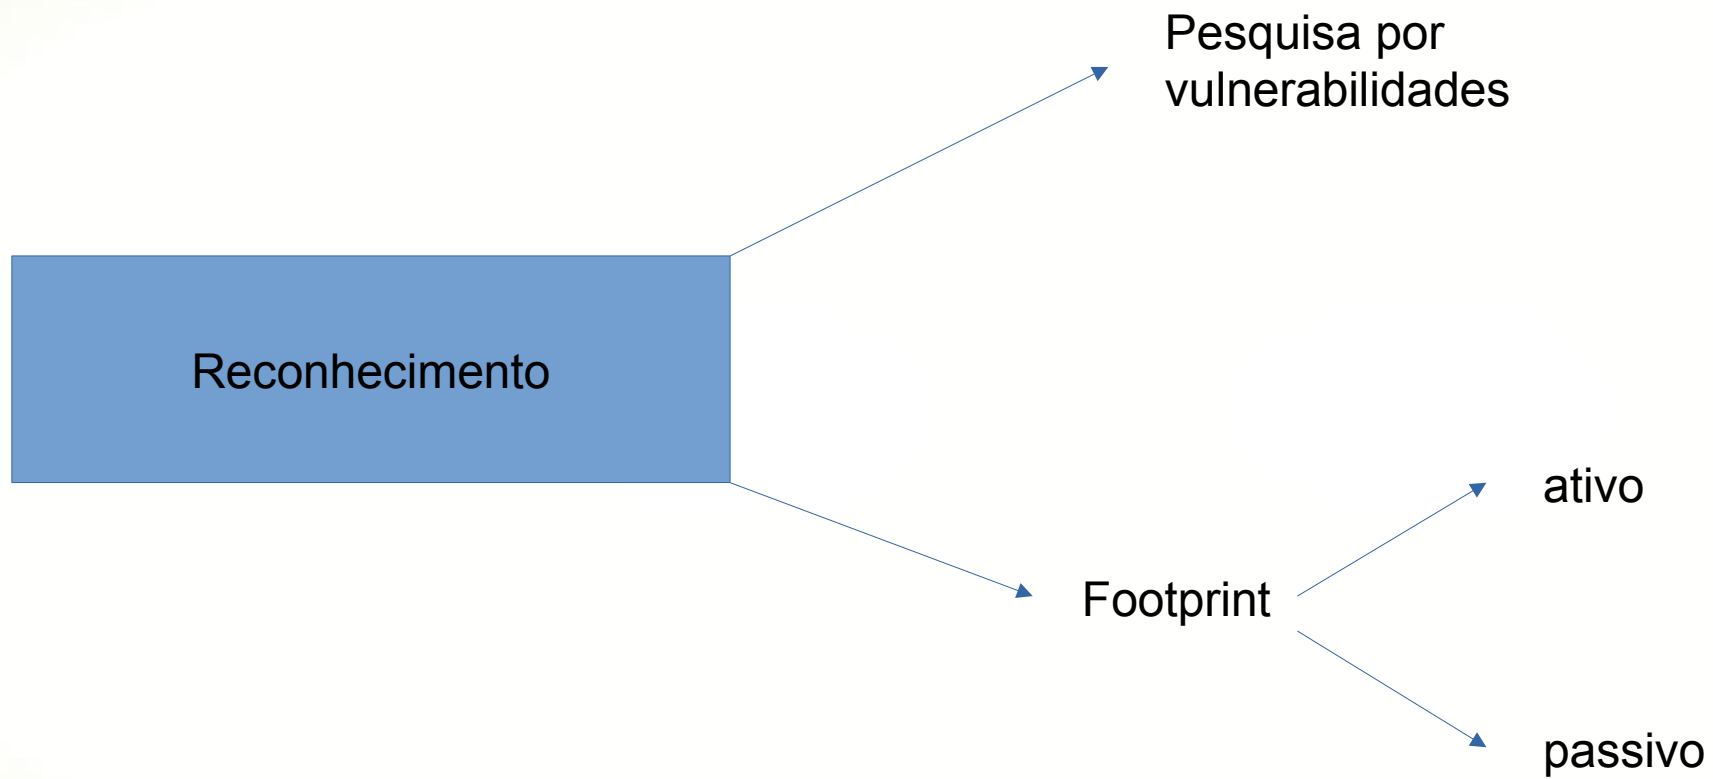 Pesquisa por
vulnerabilidades
Reconhecimento
ativo
Footprint
passivo